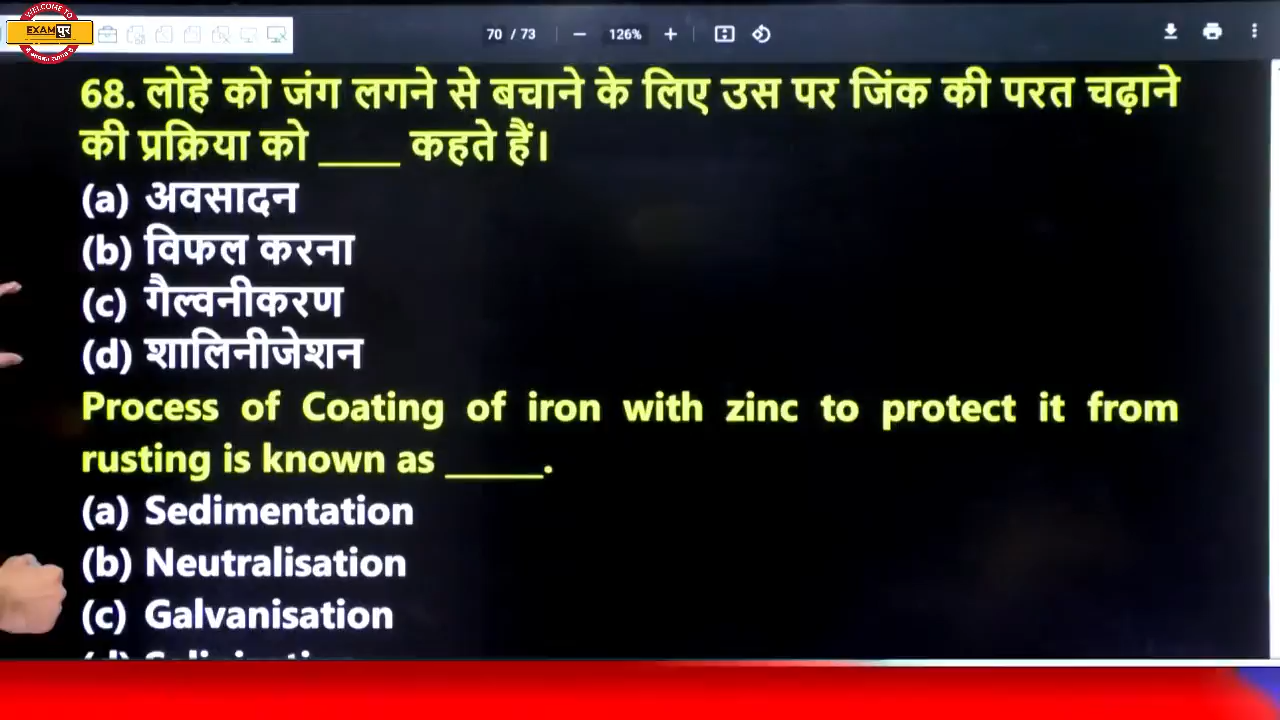 WELCOME TO
EXAMपुर
70 / 73
126%
68. लोहे को जंग लगने से बचाने के लिए उस पर जिंक की परत चढ़ाने
की प्रक्रिया को ____ कहते हैं।
(a) अवसादन
(b) विफल करना
(c) गैल्वनीकरण
(d) शालिनीजेशन
Process of Coating of iron with zinc to protect it from
rusting is known as _____.
(a) Sedimentation
(b) Neutralisation
(c) Galvanisation